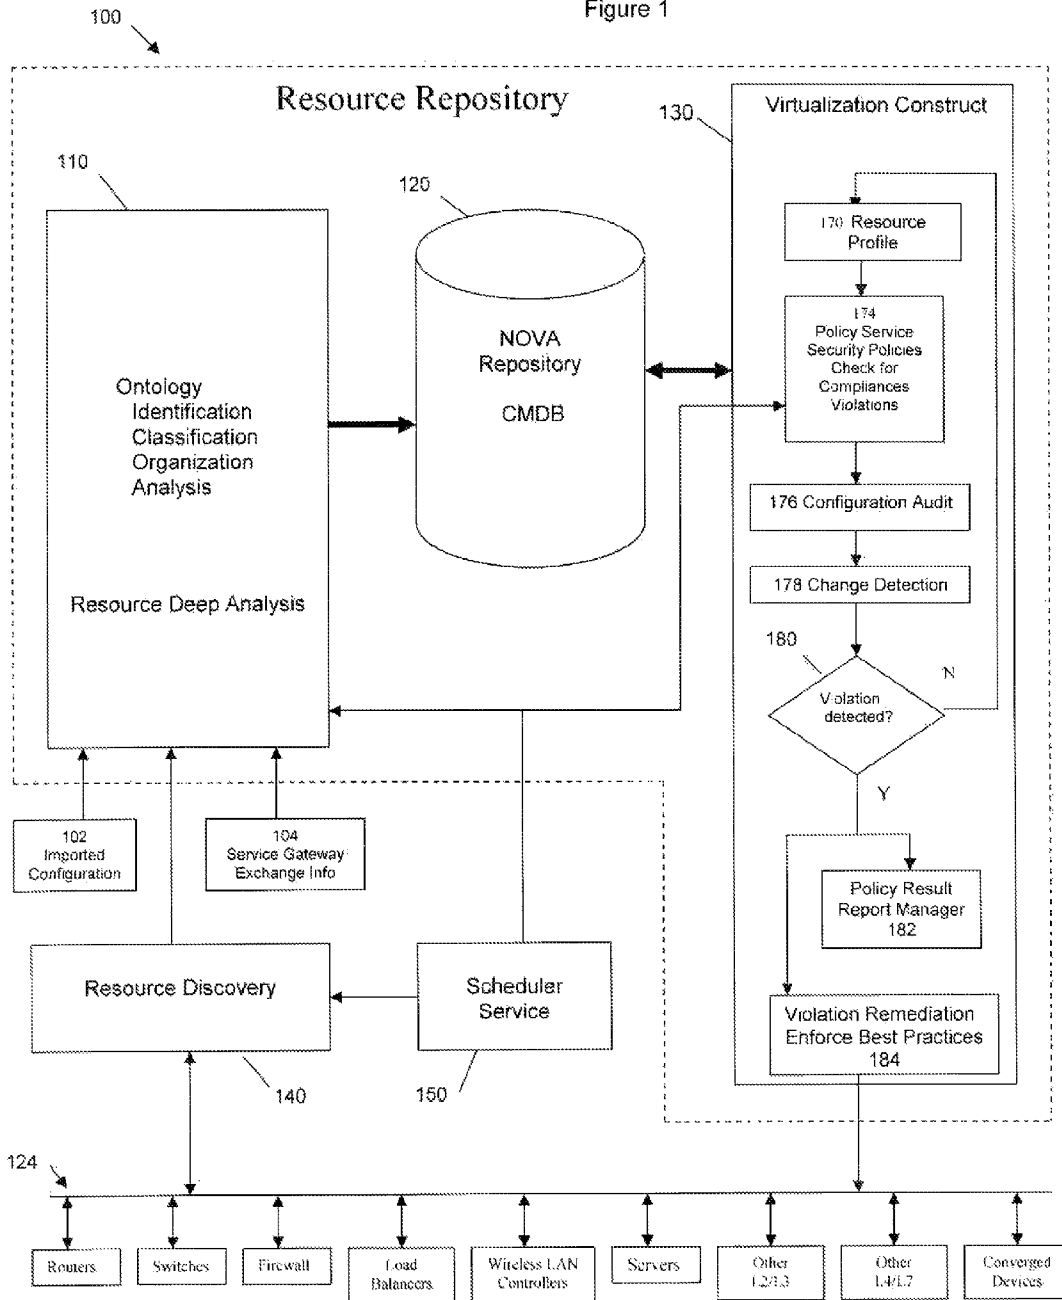 Figure 1
100
Resource Repository
130
Virtualization Construct
110
120
170 Resource
Profile
174
Policy Service
Security Policies
Check for
Compliances
Violations
NOVA
Repository
CMDB
Ontology
Identification
Classification
Organization
Analysis
176 Configuration Audit
178 Change Detection
Resource Deep Analysis
180
N
Violation
detected?
Y
102
Imported
Configuration
104
Service Gateway
Exchange Info
Policy Result
Report Manager
182
Resource Discovery
Scheduler
Service
Violation Remediation
Enforce Best Practices
184
140
150
124
Routers
Switches
Firewall
Load
Balancers
Wireless LAN
Controllers
Servers
Other
L2/L3
Other
L4/L7
Converged
Devices